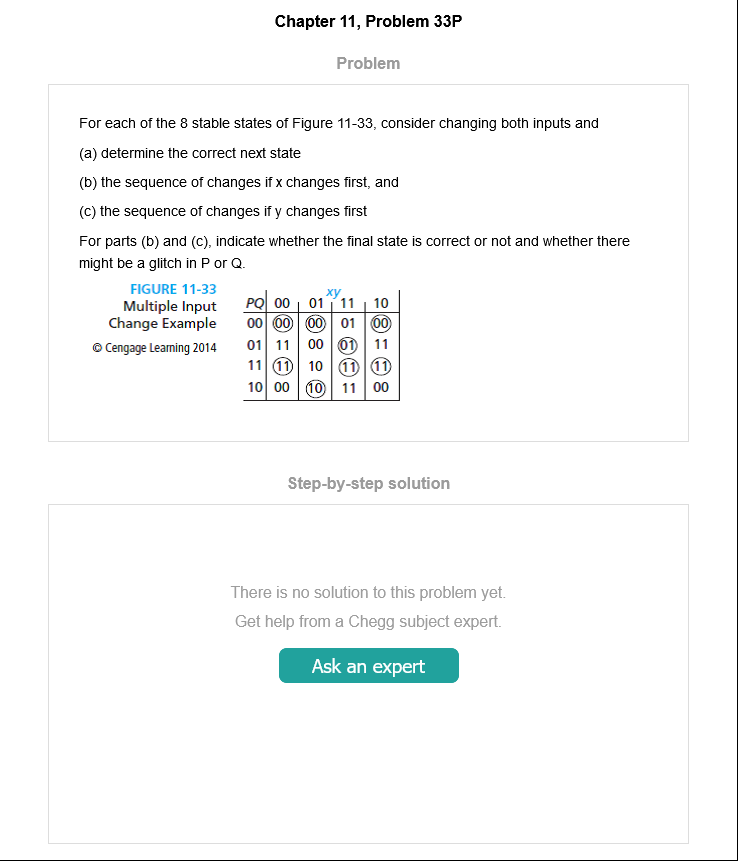 Chapter 11, Problem 33P
Problem
For each of the 8 stable states of Figure 11-33, consider changing both inputs and
(a) determine the correct next state
(b) the sequence of changes if x changes first, and
(c) the sequence of changes if y changes first
For parts (b) and (c), indicate whether the final state is correct or not and whether there
might be a glitch in P or Q.
FIGURE 11-33
Multiple Input
Change Example
© Cengage Learning 2014
xy
PQ 00 01 11 10
00 00 00 01 00
01 11 00 01 11
11 11 10 11 11
10 00 10 11 00
Step-by-step solution
There is no solution to this problem yet.
Get help from a Chegg subject expert.
Ask an expert